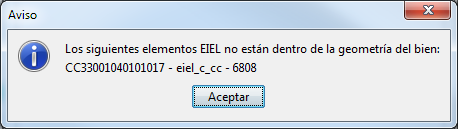 Aviso
Los siguientes elementos EIEL no están dentro de la geometría del bien:
CC33001040101017 - eiel_c_cc - 6808
Aceptar